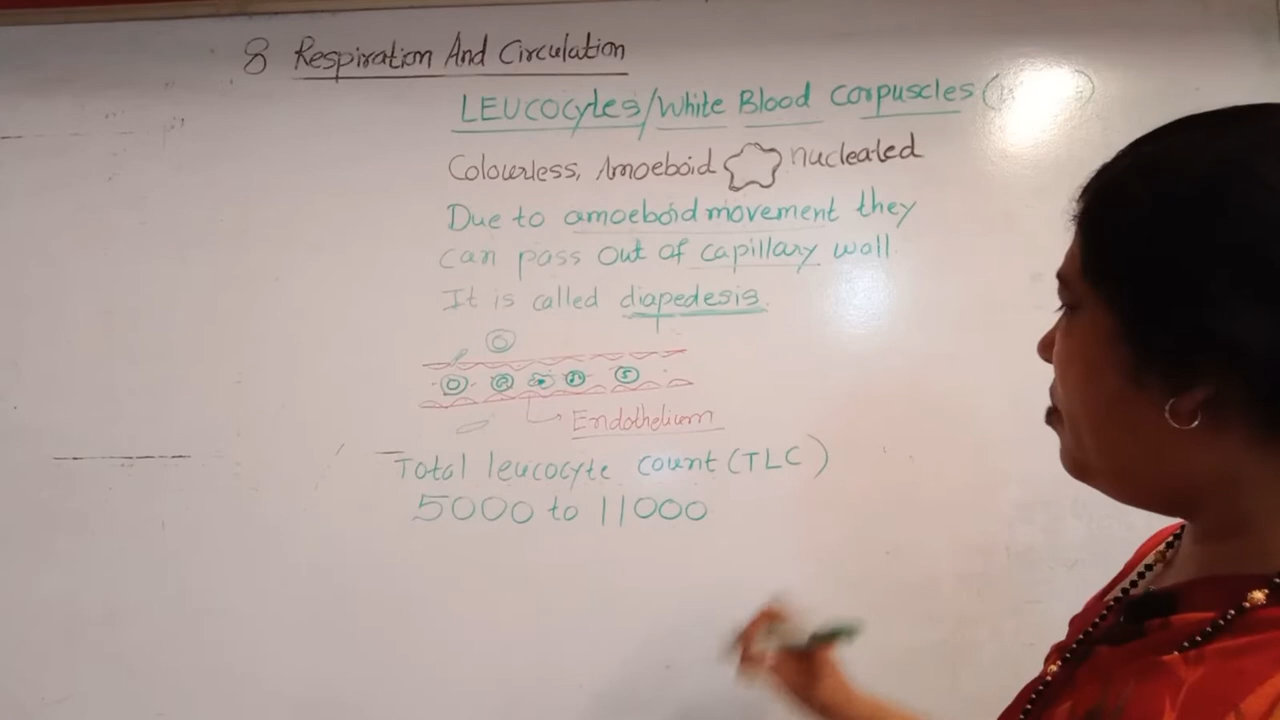 8 Respiration And Circulation
LEUCOCYtes/White Blood Corpuscles (
Colourless, Amoeboid nucleated
Due to amoeboid movement they
can pass out of capillary wall.
It is called diapedesis.
Endothelium
Total leucocyte count (TLC)
5000 to 11000